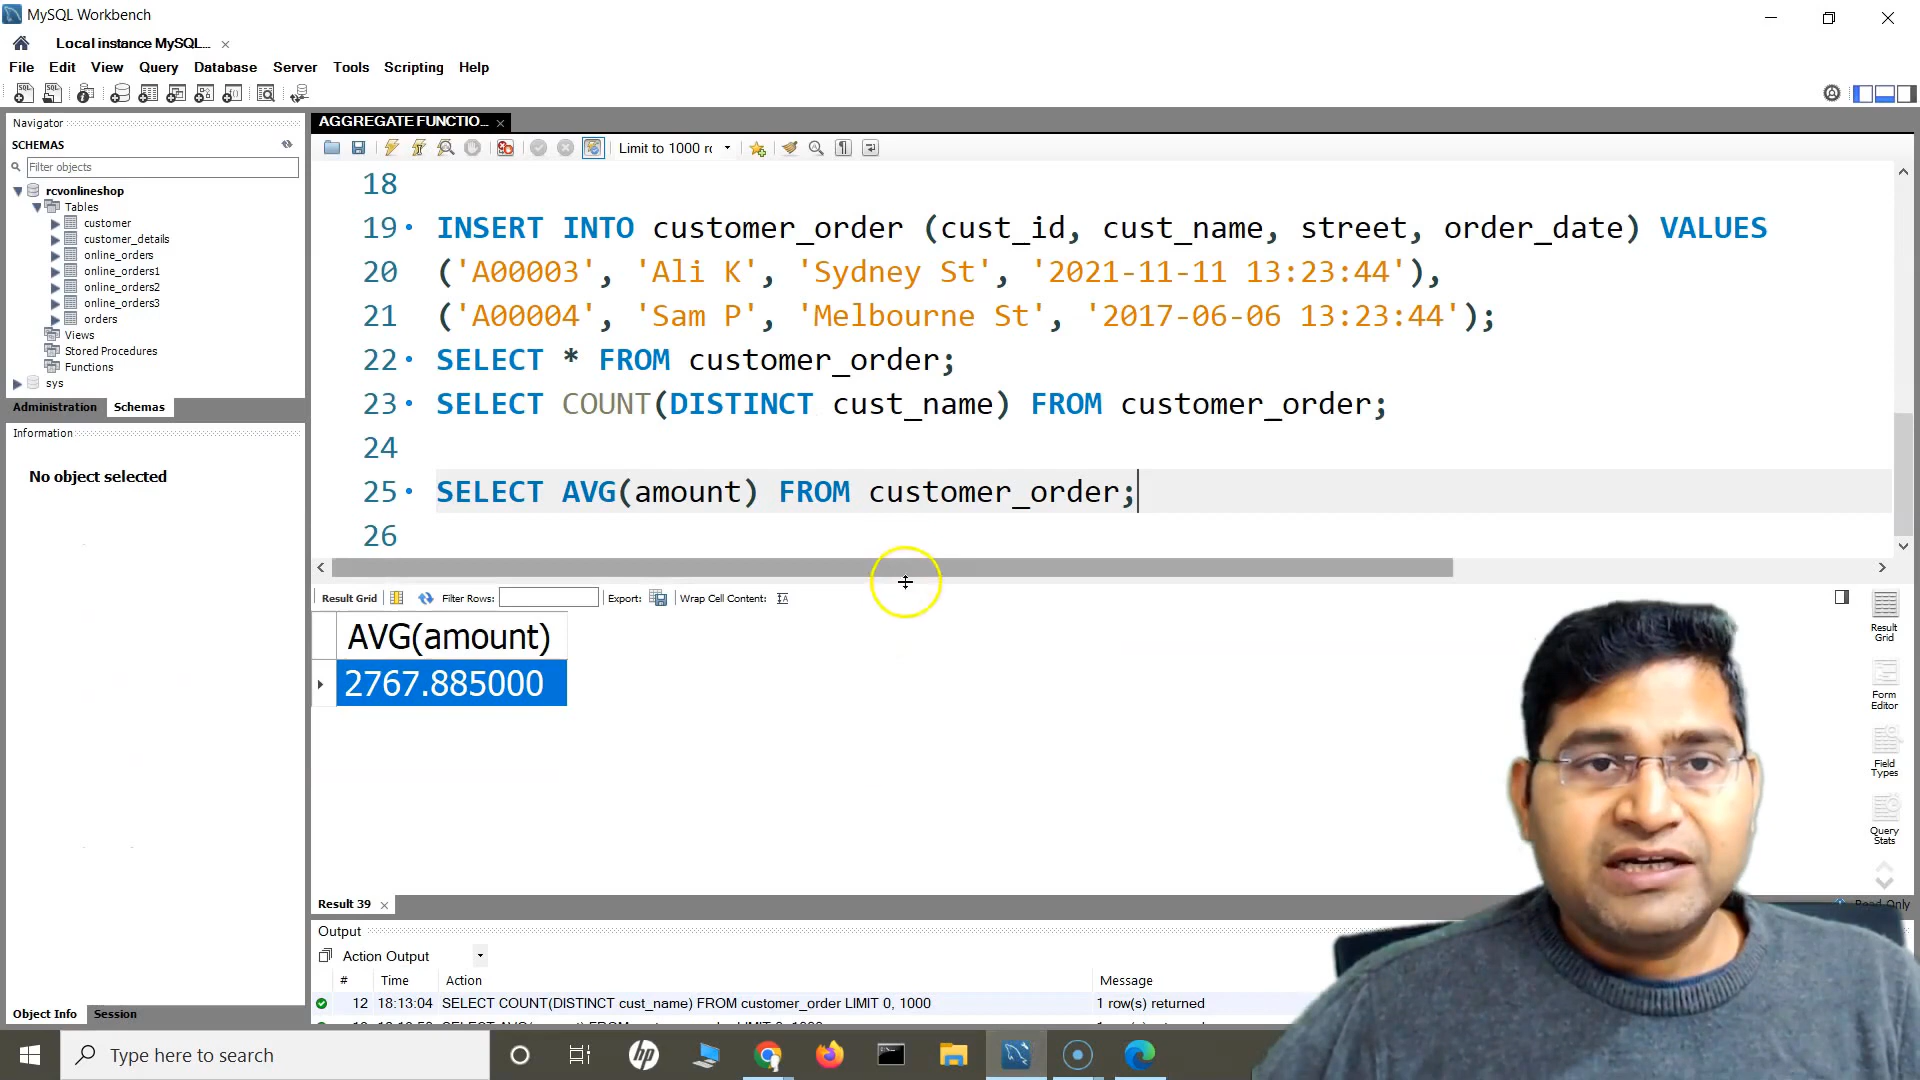 MySQL Workbench
Local instance MySQL...
File Edit View Query Database Server Tools Scripting Help
Navigator
SCHEMAS
Filter objects
rcvonlineshop
Tables
customer
customer_details
online_orders
online_orders1
online_orders2
online_orders3
orders
Views
Stored Procedures
Functions
sys
Administration Schemas
Information
No object selected
Object Info Session
AGGREGATE FUNCTIO...
Limit to 1000 rc
18
19 INSERT INTO customer_order (cust_id, cust_name, street, order_date) VALUES
20 ('A00003', 'Ali K', 'Sydney St', '2021-11-11 13:23:44'),
21 ('A00004', 'Sam P', 'Melbourne St', '2017-06-06 13:23:44');
22 SELECT * FROM customer_order;
23 SELECT COUNT(DISTINCT cust_name) FROM customer_order;
24
25 SELECT AVG(amount) FROM customer_order;
26
Result Grid Filter Rows: Export: Wrap Cell Content:
AVG(amount)
2767.885000
Result Grid
Form Editor
Field Types
Query Stats
Result 39
Read Only
Output
Action Output
# Time Action Message
12 18:13:04 SELECT COUNT(DISTINCT cust_name) FROM customer_order LIMIT 0, 1000 1 row(s) returned
Type here to search
hp